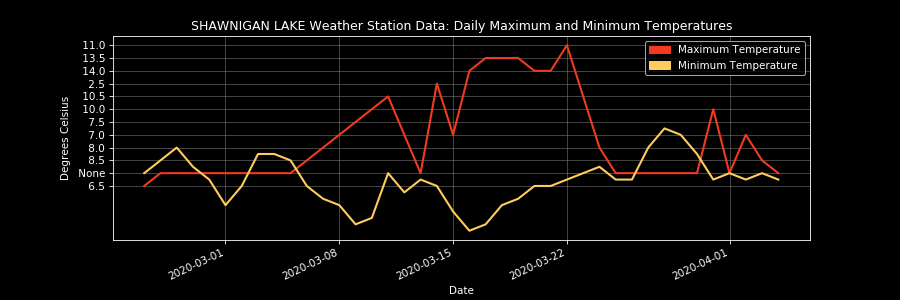 SHAWNIGAN LAKE Weather Station Data: Daily Maximum and Minimum Temperatures
Maximum Temperature
Minimum Temperature
Degrees Celsius
11.0
13.5
14.0
2.5
10.5
10.0
7.5
7.0
8.0
8.5
None
6.5
2020-03-01
2020-03-08
2020-03-15
2020-03-22
2020-04-01
Date